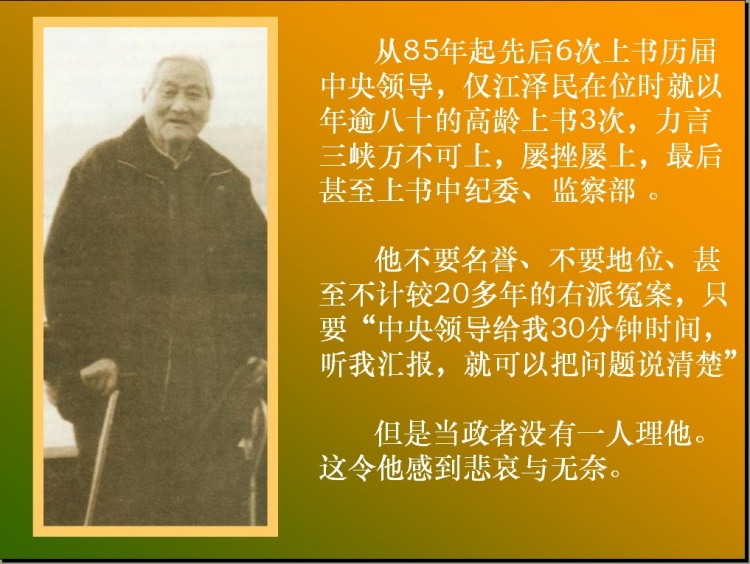 从85年起先后6次上书历届
中央领导，仅江泽民在位时就以
年逾八十的高龄上书3次，力言
三峡万不可上，屡挫屡上，最后
甚至上书中纪委、监察部 。
他不要名誉、不要地位、甚
至不计较20多年的右派冤案，只
要“中央领导给我30分钟时间，
听我汇报，就可以把问题说清楚”
但是当政者没有一人理他。
这令他感到悲哀与无奈。